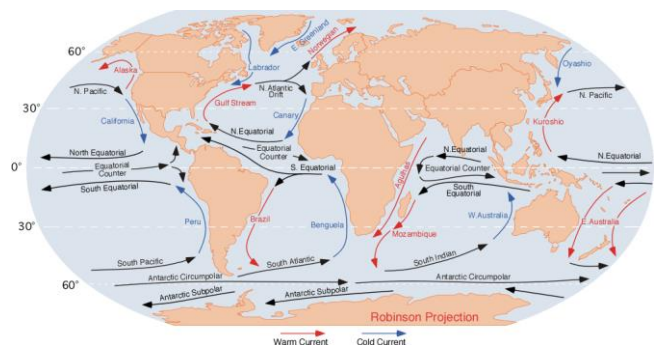 60°
30°
0°
30°
60°
Alaska
N. Pacific
California
North Equatorial
Equatorial
Counter
South Equatorial
Peru
South Pacific
Antarctic Circumpolar
Antarctic Subpolar
Labrador
E. Greenland
Norwegian
N. Atlantic
Drift
Gulf Stream
Canary
N. Equatorial
Equatorial
Counter
S. Equatorial
Brazil
Benguela
South Atlantic
Antarctic Subpolar
Agulhas
Mozambique
N. Equatorial
Equatorial Counter
South
Equatorial
W. Australia
South Indian
Antarctic Circumpolar
Oyashio
N. Pacific
Kuroshio
N. Equatorial
E. Australia
Robinson Projection
Warm Current
Cold Current